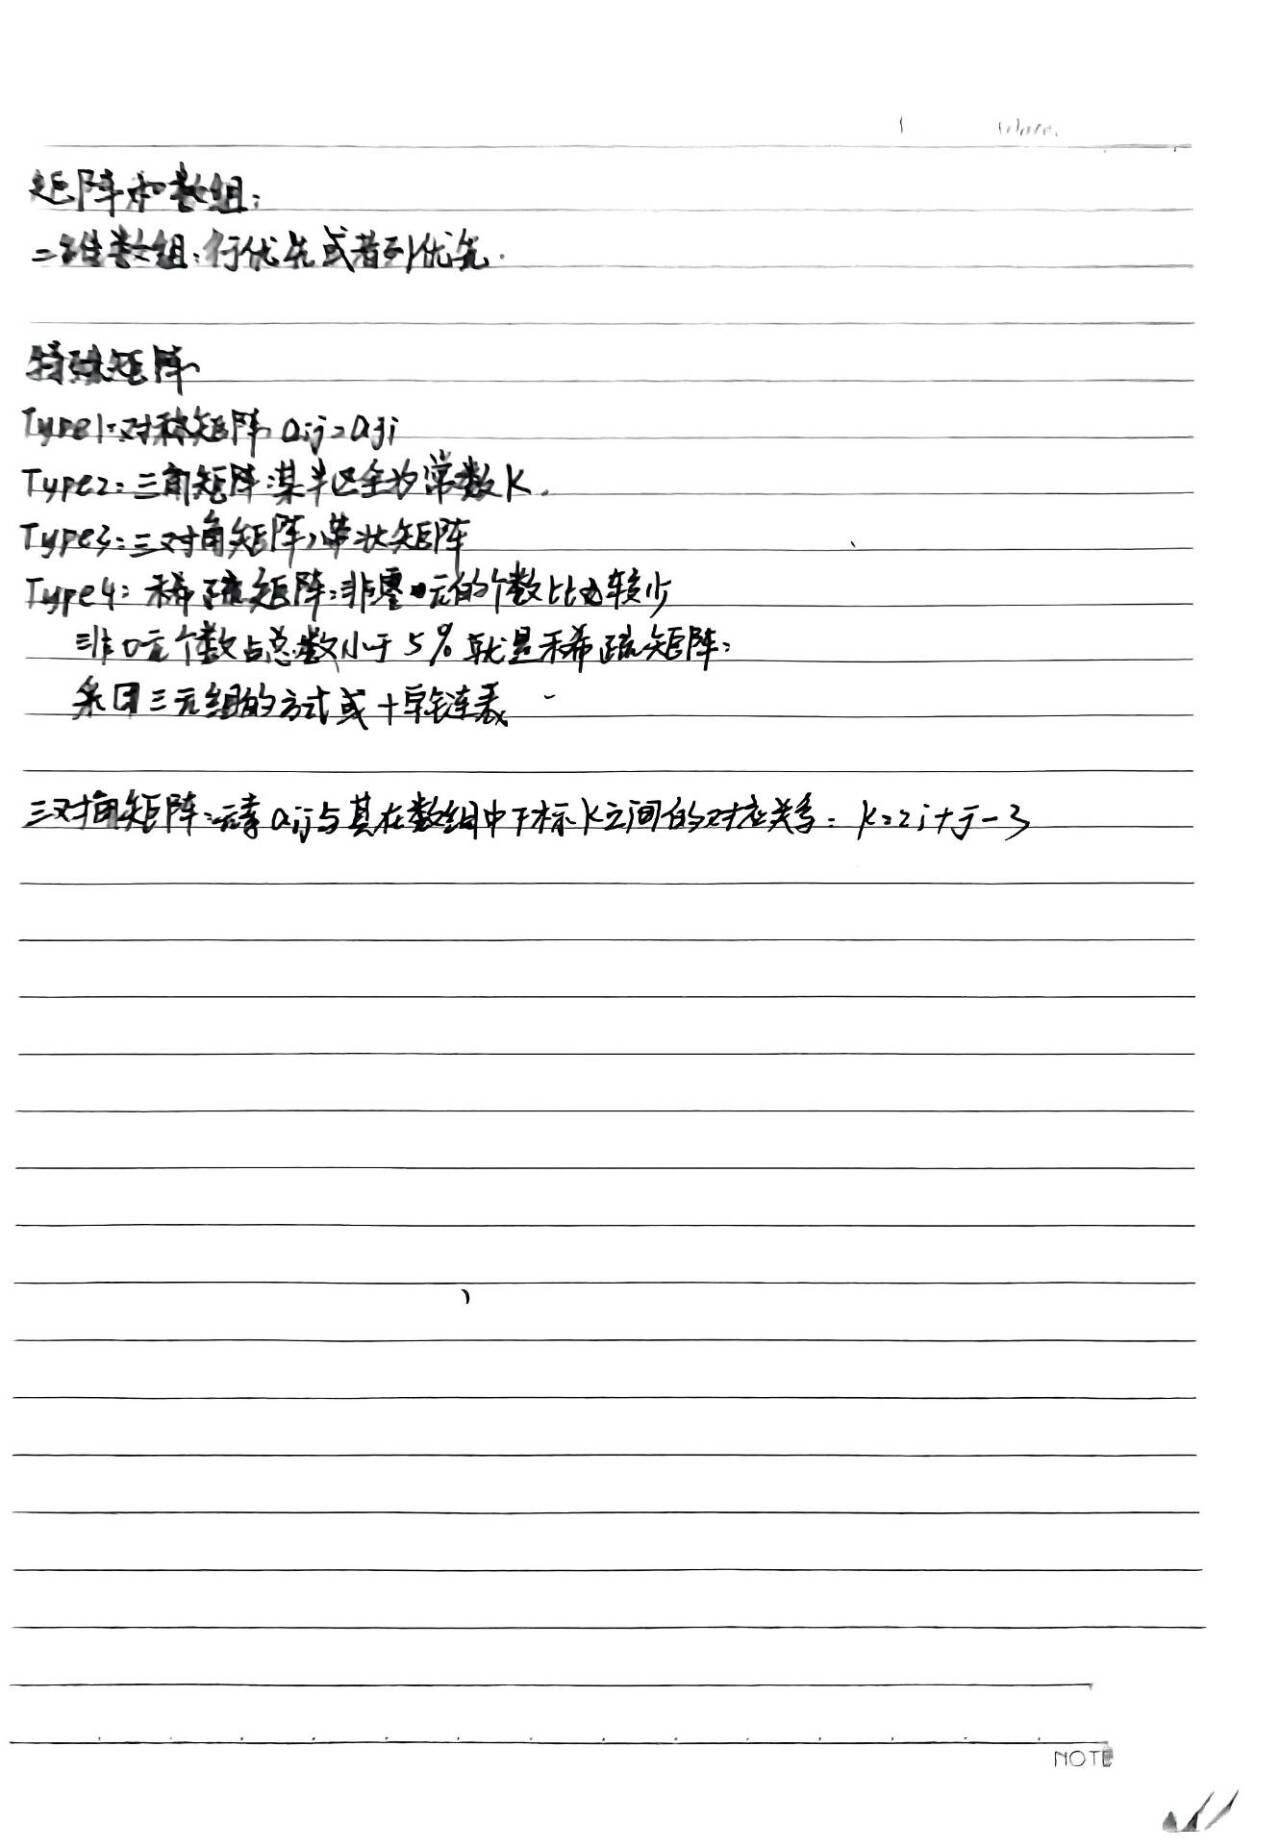 Date.
矩阵和数组:
二维数组:行优先或者列优先.
特殊矩阵
Type1:对称矩阵 aij=aji
Type2:三角矩阵:某半区全为常数K.
Type3:三对角矩阵,带状矩阵
Type4:稀疏矩阵:非零元的个数比较少
非0元个数占总数小于5%就是稀疏矩阵;
采用三元组的方式或十字链表
三对角矩阵:元素aij与其在数组中下标k之间的对应关系: k=2i+j-3
NOTE